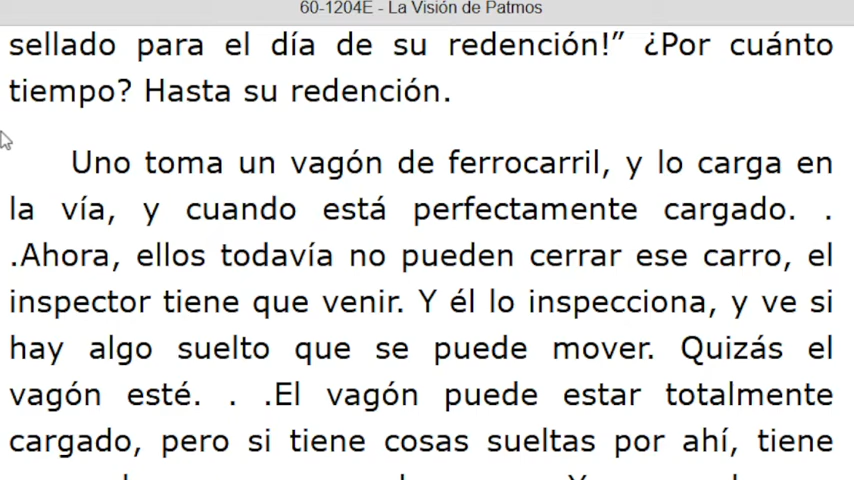 60-1204E - La Visión de Patmos
sellado para el día de su redención!” ¿Por cuánto
tiempo? Hasta su redención.
Uno toma un vagón de ferrocarril, y lo carga en
la vía, y cuando está perfectamente cargado. .
.Ahora, ellos todavía no pueden cerrar ese carro, el
inspector tiene que venir. Y él lo inspecciona, y ve si
hay algo suelto que se puede mover. Quizás el
vagón esté. . .El vagón puede estar totalmente
cargado, pero si tiene cosas sueltas por ahí, tiene